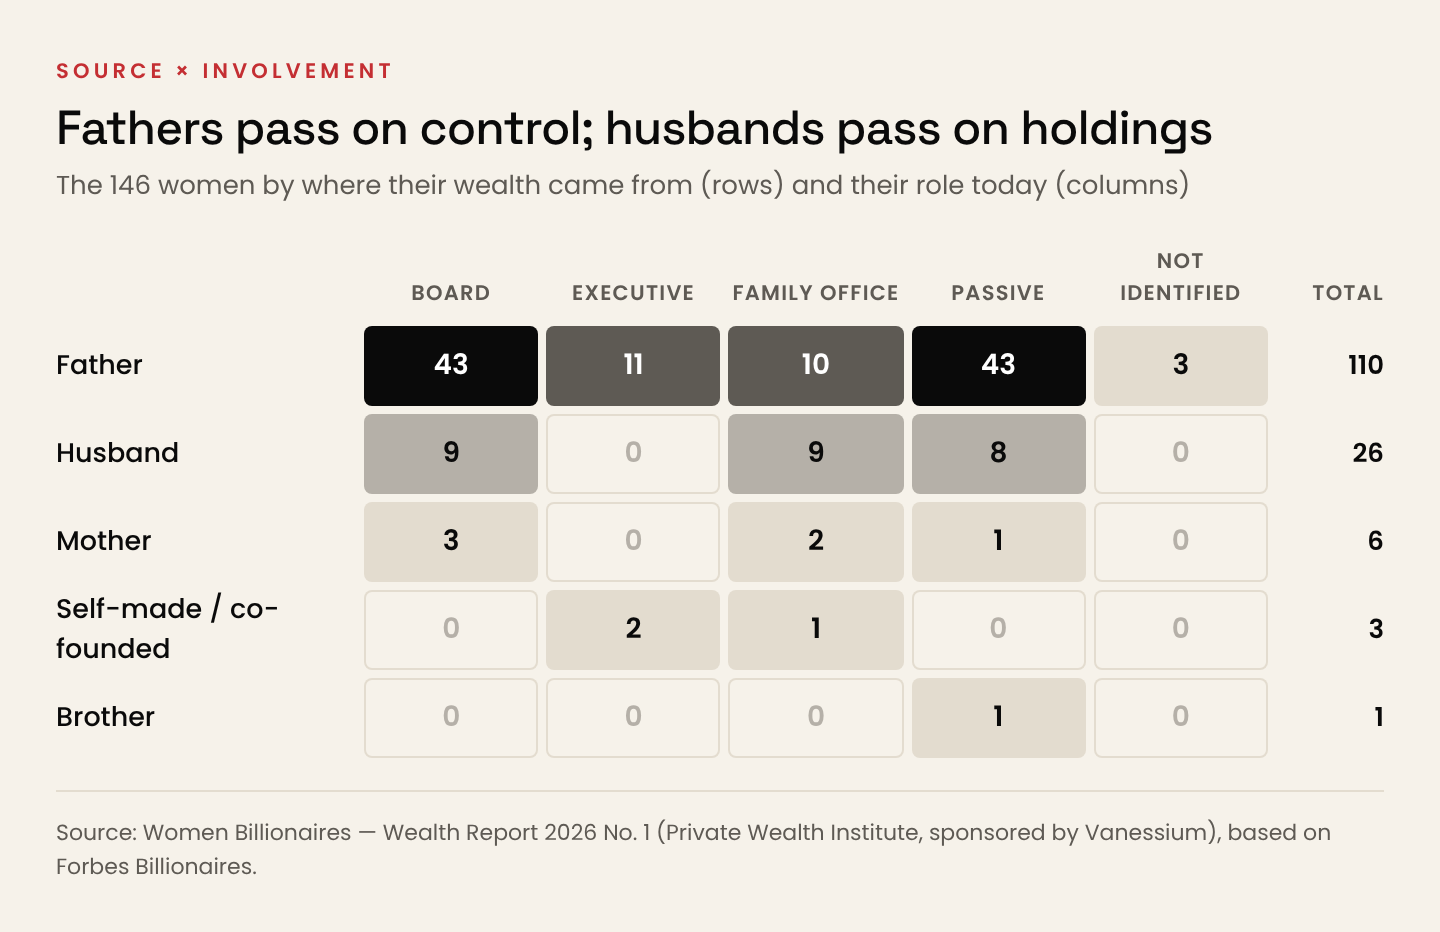 SOURCE × INVOLVEMENT
Fathers pass on control; husbands pass on holdings
The 146 women by where their wealth came from (rows) and their role today (columns)
BOARD EXECUTIVE FAMILY OFFICE PASSIVE NOT IDENTIFIED TOTAL
Father 43 11 10 43 3 110
Husband 9 0 9 8 0 26
Mother 3 0 2 1 0 6
Self-made / co-founded 0 2 1 0 0 3
Brother 0 0 0 1 0 1
Source: Women Billionaires — Wealth Report 2026 No. 1 (Private Wealth Institute, sponsored by Vanessium), based on
Forbes Billionaires.